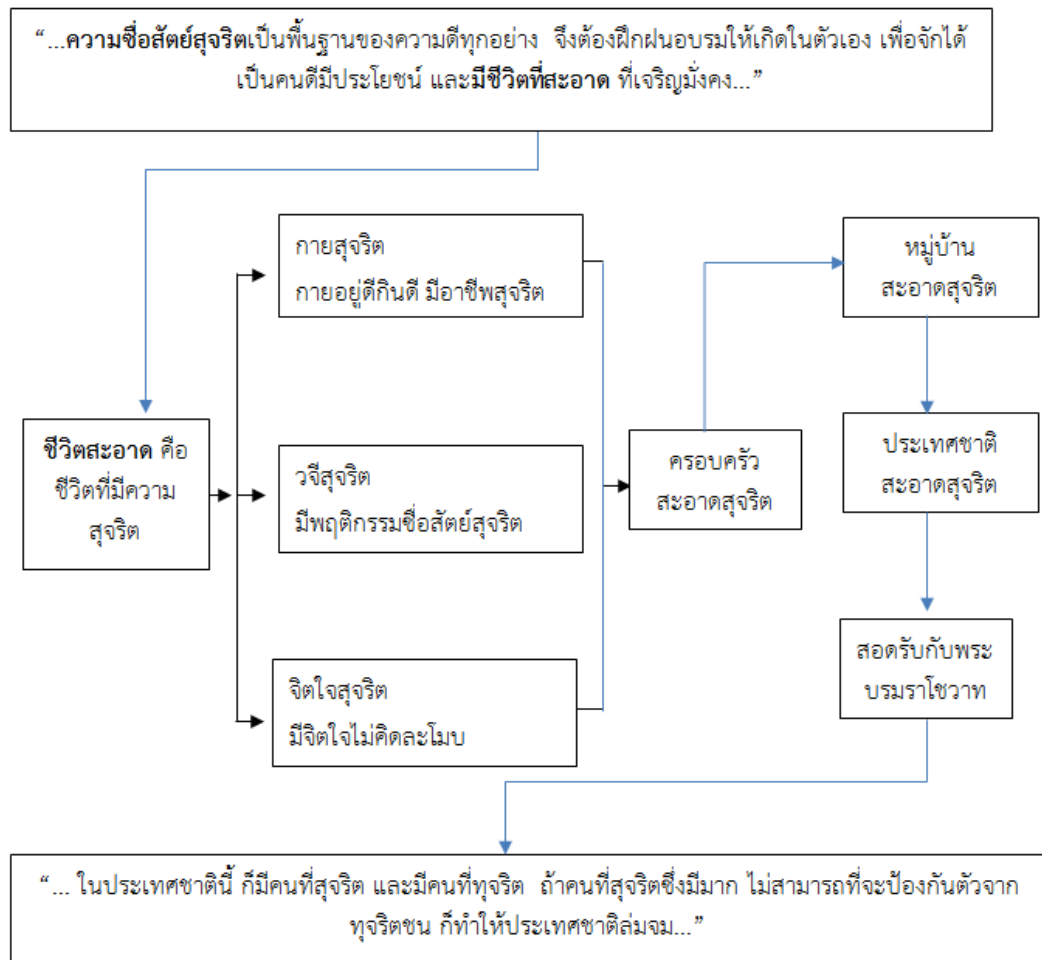 “...ความซื่อสัตย์สุจริตเป็นพื้นฐานของความดีทุกอย่าง จึงต้องฝึกฝนอบรมให้เกิดในตัวเอง เพื่อจักได้
เป็นคนดีมีประโยชน์ และมีชีวิตที่สะอาด ที่เจริญมั่งคง...”
กายสุจริต
กายอยู่ดีกินดี มีอาชีพสุจริต
หมู่บ้าน
สะอาดสุจริต
ชีวิตสะอาด คือ
ชีวิตที่มีความ
สุจริต
วจีสุจริต
มีพฤติกรรมซื่อสัตย์สุจริต
ครอบครัว
สะอาดสุจริต
ประเทศชาติ
สะอาดสุจริต
จิตใจสุจริต
มีจิตใจไม่คิดละโมบ
สอดรับกับพระ
บรมราโชวาท
“... ในประเทศชาตินี้ ก็มีคนที่สุจริต และมีคนที่ทุจริต ถ้าคนที่สุจริตซึ่งมีมาก ไม่สามารถที่จะป้องกันตัวจาก
ทุจริตชน ก็ทำให้ประเทศชาติล่มจม...”